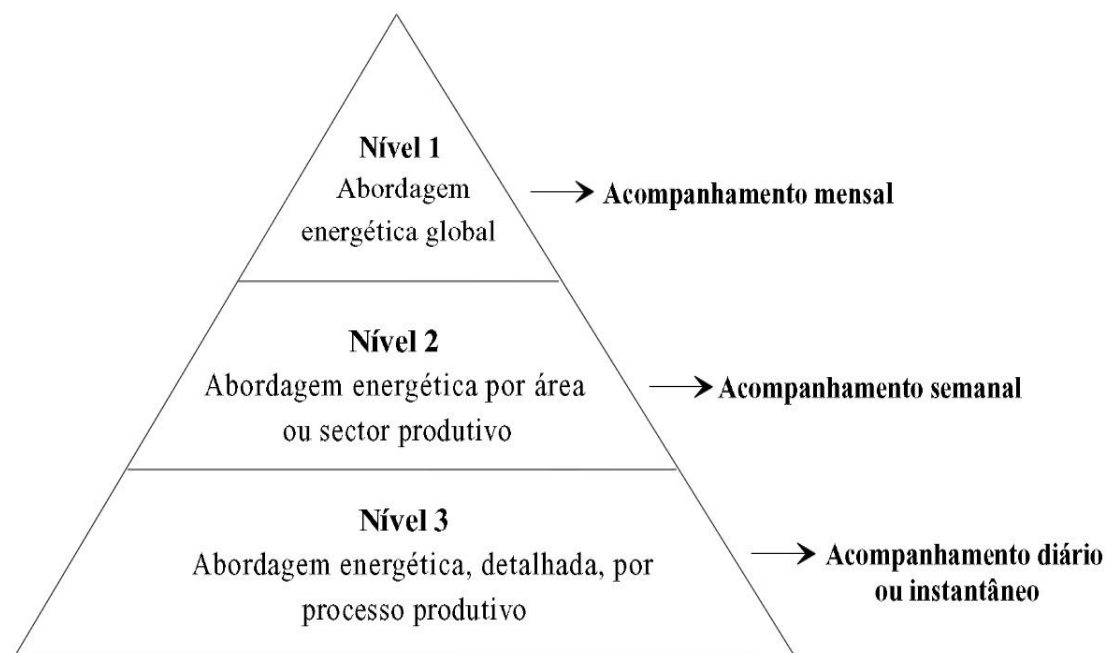 Nível 1
Abordagem
energética global
Acompanhamento mensal
Nível 2
Abordagem energética por área
ou sector produtivo
Acompanhamento semanal
Nível 3
Abordagem energética, detalhada, por
processo produtivo
Acompanhamento diário
ou instantâneo